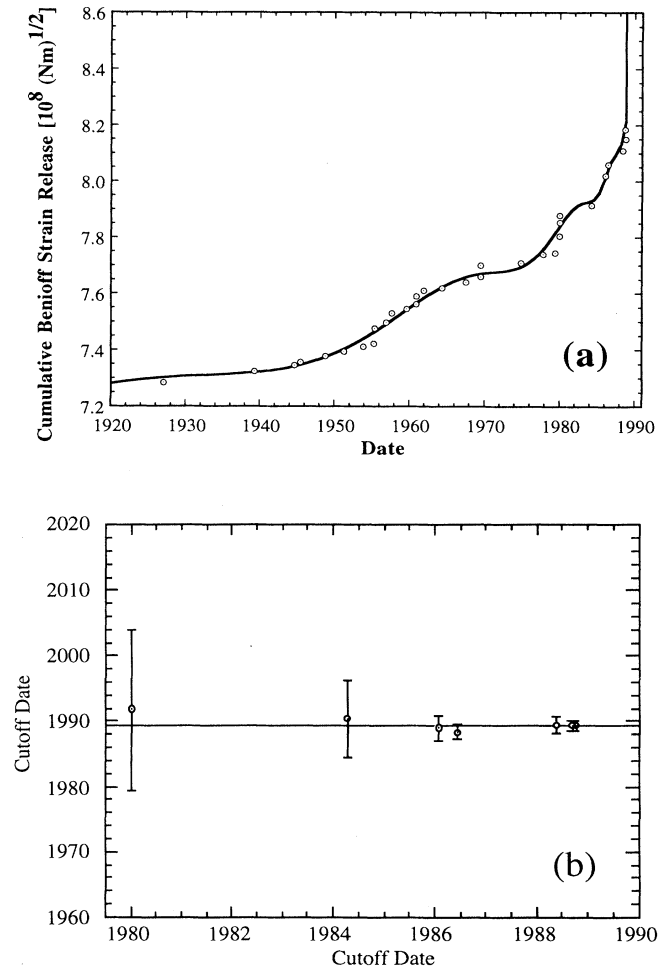 Cumulative Benioff Strain Release [10^8 (Nm)^1/2]
8.6
8.4
8.2
8.0
7.8
7.6
7.4
7.2
(a)
1920 1930 1940 1950 1960 1970 1980 1990
Date
Cutoff Date
2020
2010
2000
1990
1980
1970
1960
(b)
1980 1982 1984 1986 1988 1990
Cutoff Date